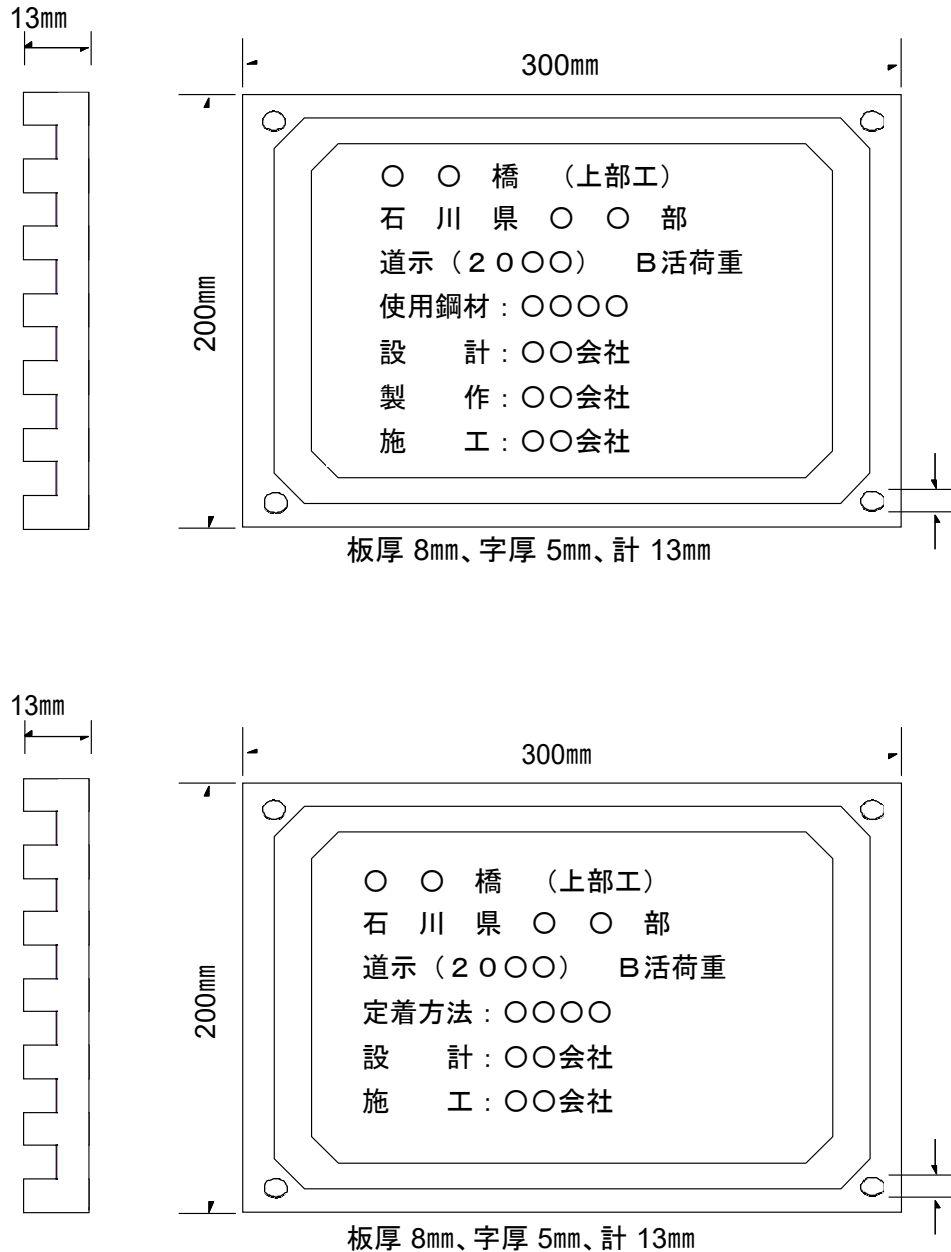 13㎜
300㎜
200㎜
○ ○ 橋 （上部工）
石 川 県 ○ ○ 部
道示（２０○○） Ｂ活荷重
使用鋼材：○○○○
設 計：○○会社
製 作：○○会社
施 工：○○会社
板厚 8㎜、字厚 5㎜、計 13㎜
13㎜
300㎜
200㎜
○ ○ 橋 （上部工）
石 川 県 ○ ○ 部
道示（２０○○） Ｂ活荷重
定着方法：○○○○
設 計：○○会社
施 工：○○会社
板厚 8㎜、字厚 5㎜、計 13㎜